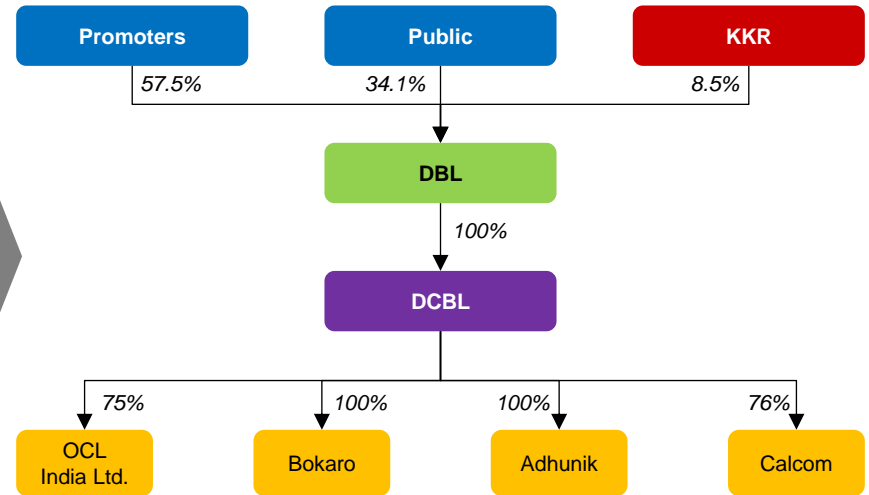 Promoters
Public
KKR
57.5%
34.1%
8.5%
DBL
100%
DCBL
75%
100%
100%
76%
OCL
India Ltd.
Bokaro
Adhunik
Calcom